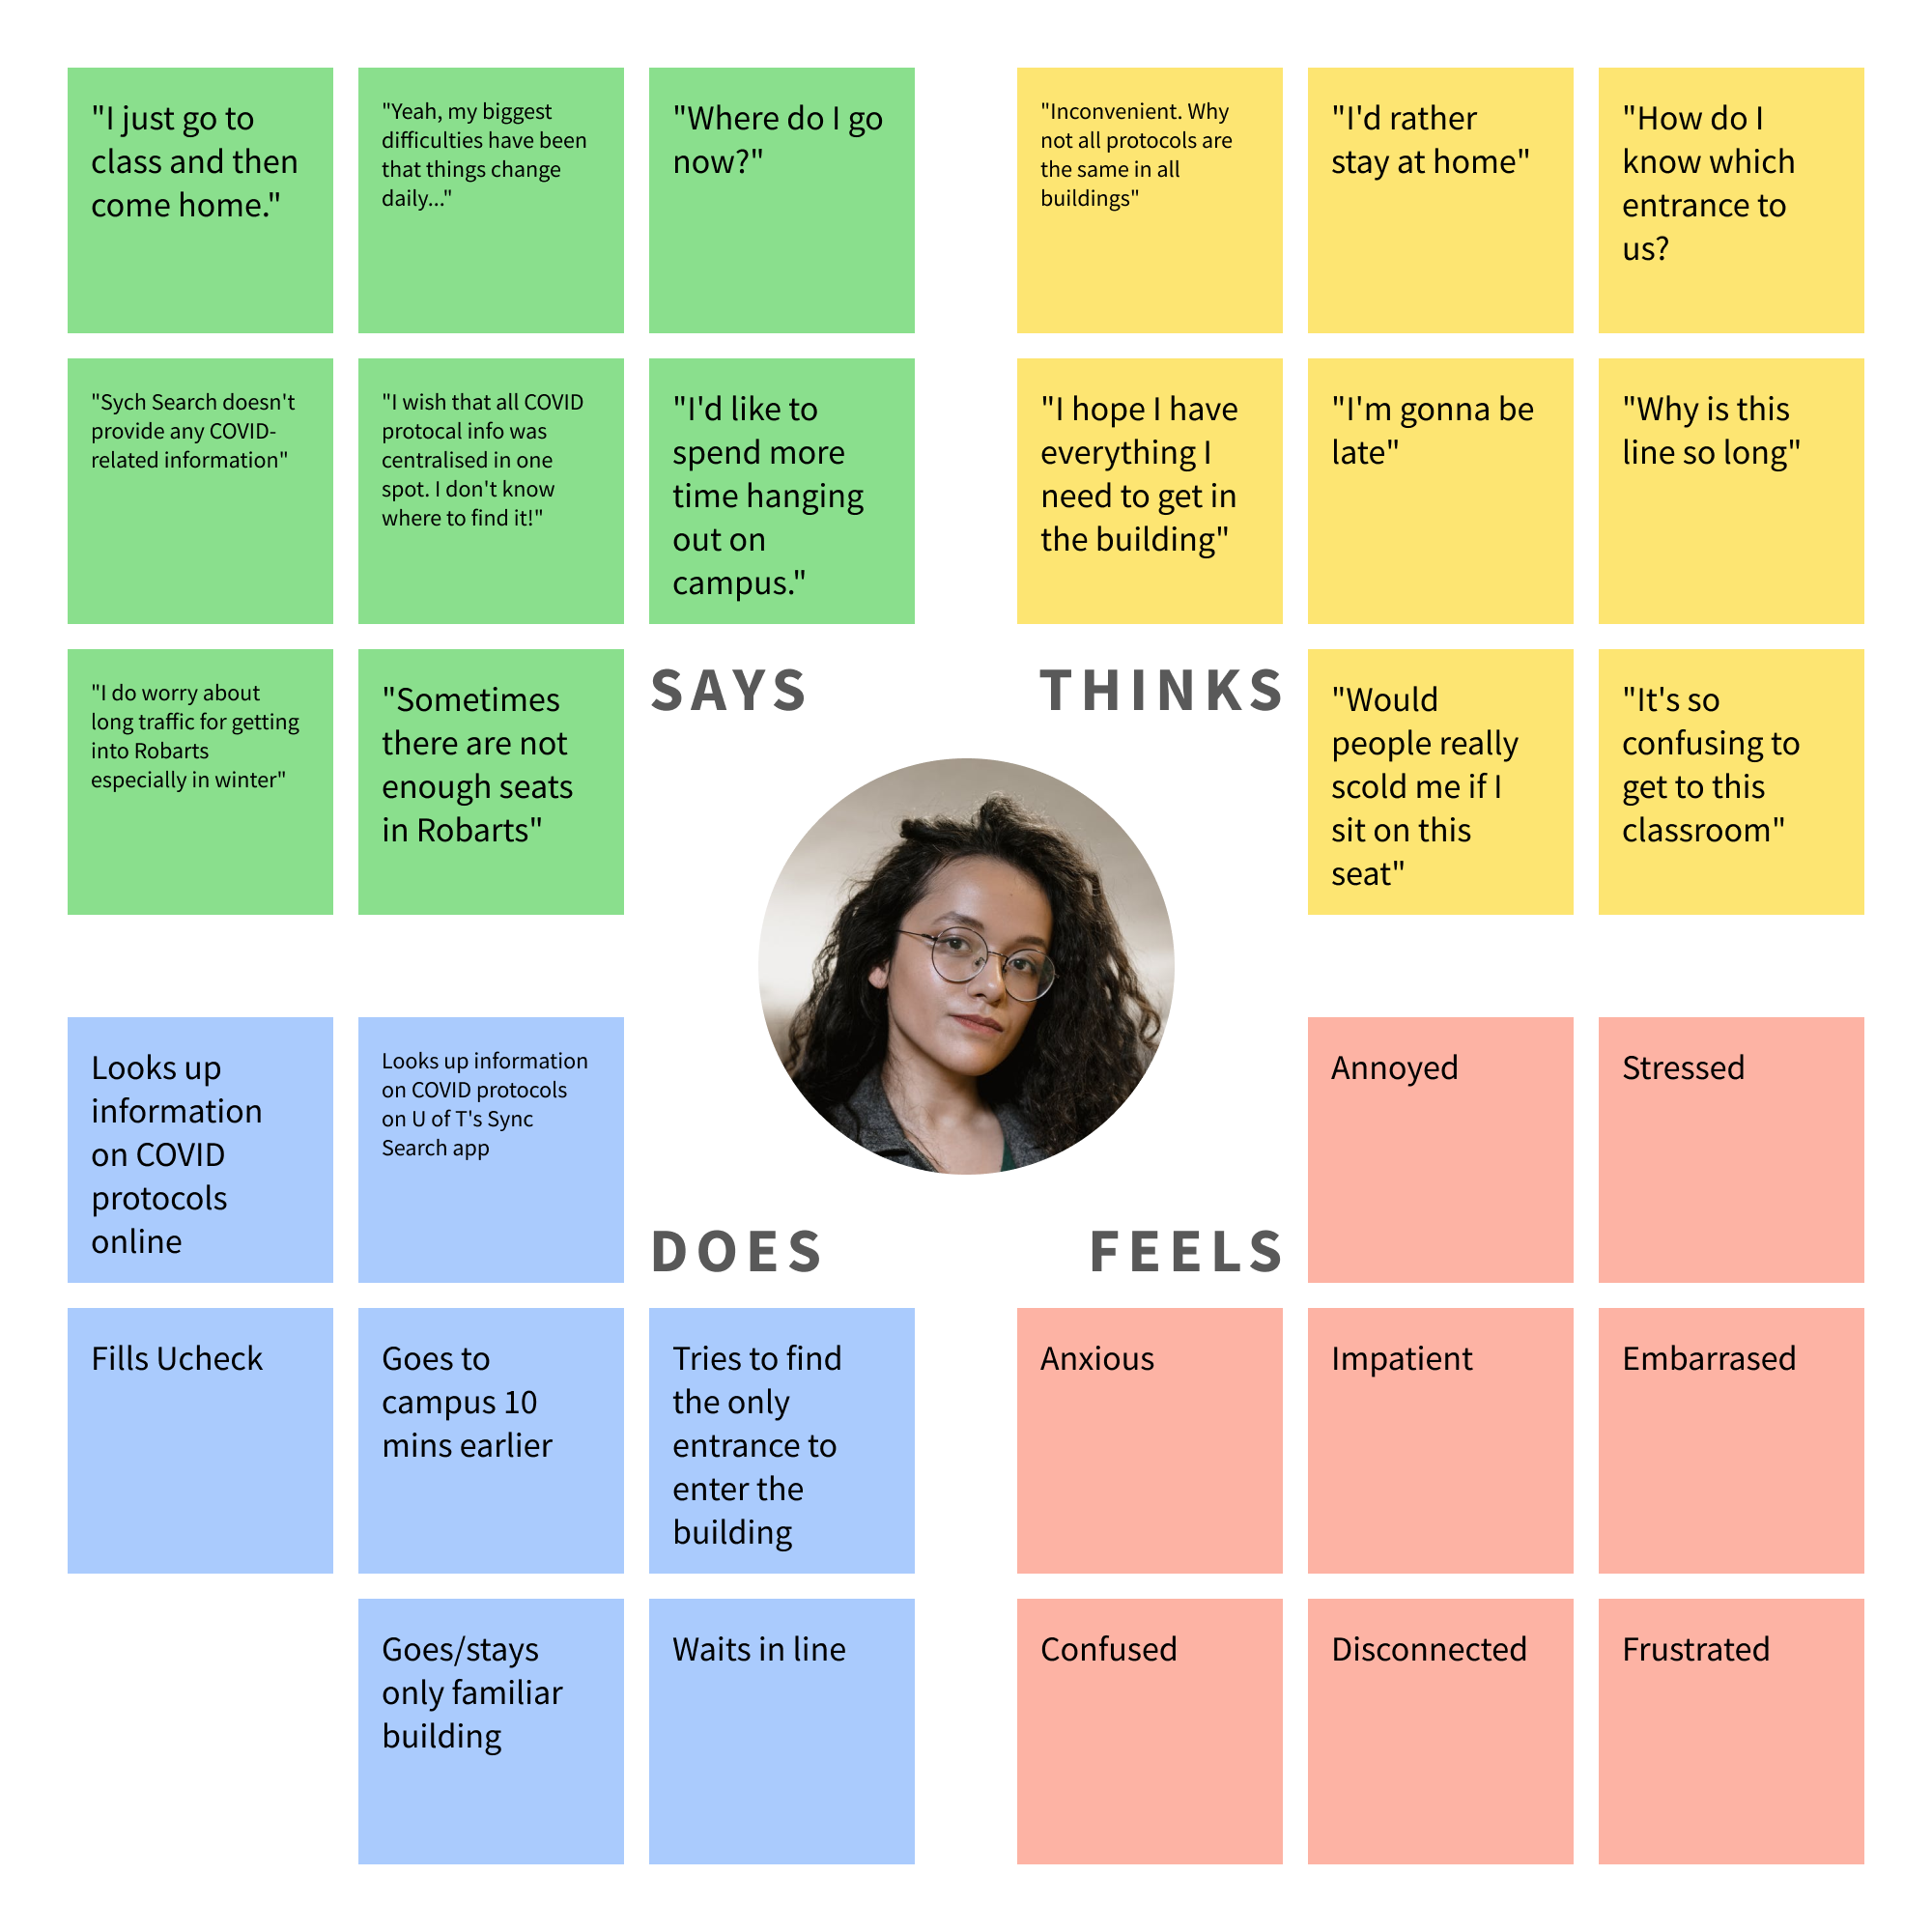 "I just go to
class and then
come home."
"Yeah, my biggest
difficulties have been
that things change
daily..."
"Where do I go
now?"
"Sych Search doesn't
provide any COVID-
related information"
"I wish that all COVID
protocal info was
centralised in one
spot. I don't know
where to find it!"
"I'd like to
spend more
time hanging
out on
campus."
"I do worry about
long traffic for getting
into Robarts
especially in winter"
"Sometimes
there are not
enough seats
in Robarts"
SAYS
"Inconvenient. Why
not all protocols are
the same in all
buildings"
"I'd rather
stay at home"
"How do I
know which
entrance to
us?
"I hope I have
everything I
need to get in
the building"
"I'm gonna be
late"
"Why is this
line so long"
THINKS
"Would
people really
scold me if I
sit on this
seat"
"It's so
confusing to
get to this
classroom"
Looks up
information
on COVID
protocols
online
Looks up information
on COVID protocols
on U of T's Sync
Search app
DOES
Fills Ucheck
Goes to
campus 10
mins earlier
Tries to find
the only
entrance to
enter the
building
Goes/stays
only familiar
building
Waits in line
FEELS
Annoyed
Stressed
Anxious
Impatient
Embarrased
Confused
Disconnected
Frustrated